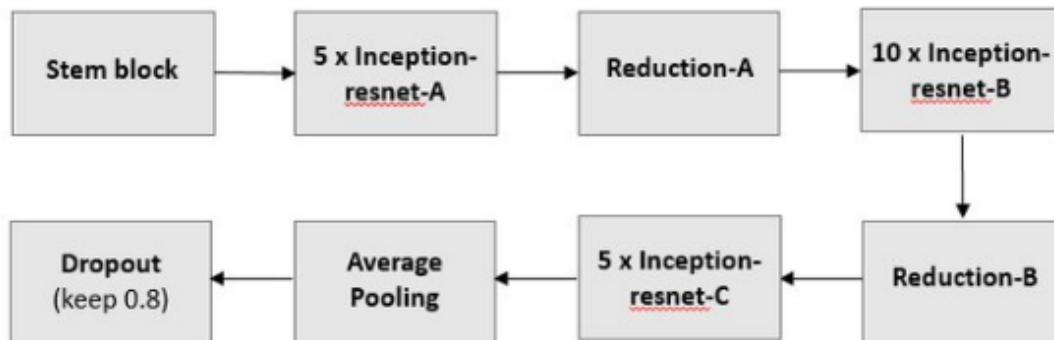 Stem block
5 x Inception-
resnet-A
Reduction-A
10 x Inception-
resnet-B
Reduction-B
5 x Inception-
resnet-C
Average
Pooling
Dropout
(keep 0.8)